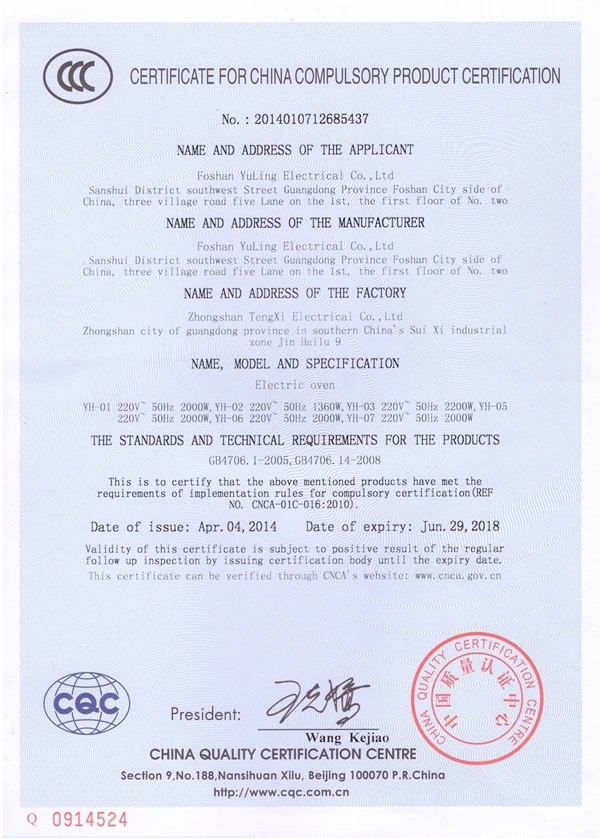 CERTIFICATE FOR CHINA COMPULSORY PRODUCT CERTIFICATION
No. : 2014010712685437
NAME AND ADDRESS OF THE APPLICANT
Foshan YuLing Electrical Co.,Ltd
Sanshui District southwest Street Guangdong Province Foshan City side of
China, three village road five Lane on the 1st, the first floor of No. two
NAME AND ADDRESS OF THE MANUFACTURER
Foshan YuLing Electrical Co.,Ltd
Sanshui District southwest Street Guangdong Province Foshan City side of
China, three village road five Lane on the 1st, the first floor of No. two
NAME AND ADDRESS OF THE FACTORY
Zhongshan TengXi Electrical Co.,Ltd
Zhongshan city of guangdong province in southern China's Sui Xi industrial
zone Jin Hailu 9
NAME, MODEL AND SPECIFICATION
Electric oven
YH-01 220V~ 50Hz 2000W,YH-02 220V~ 50Hz 1360W,YH-03 220V~ 50Hz 2200W,YH-05
220V~ 50Hz 2000W,YH-06 220V~ 50Hz 2000W,YH-07 220V~ 50Hz 2000W
THE STANDARDS AND TECHNICAL REQUIREMENTS FOR THE PRODUCTS
GB4706.1-2005,GB4706.14-2008
This is to certify that the above mentioned products have met the
requirements of implementation rules for compulsory certification(REF
NO. CNCA-01C-016:2010).
Date of issue: Apr.04,2014 Date of expiry: Jun.29,2018
Validity of this certificate is subject to positive result of the regular
follow up inspection by issuing certification body until the expiry date.
This certificate can be verified through CNCA's website: www.cnca.gov.cn
CQC
President:
王克娇
Wang Kejiao
CHINA QUALITY CERTIFICATION CENTRE
中国质量认证中心
CHINA QUALITY CERTIFICATION CENTRE
Section 9,No.188,Nansihuan Xilu, Beijing 100070 P.R.China
http://www.cqc.com.cn
Q 0914524